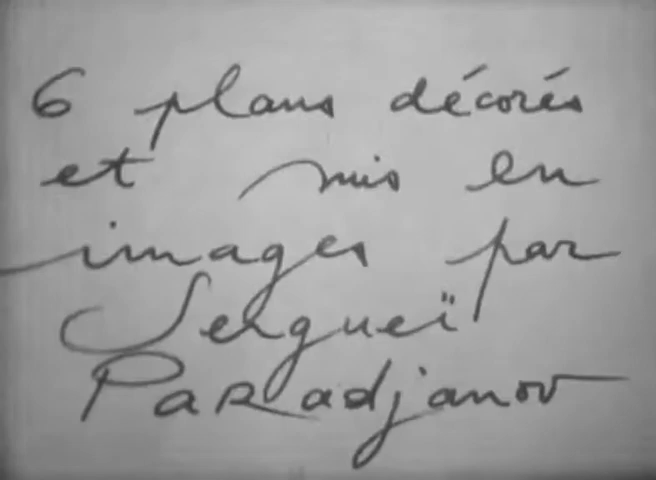 6 plans décorés
et mis en
images par
Sergueï
Paradjanov